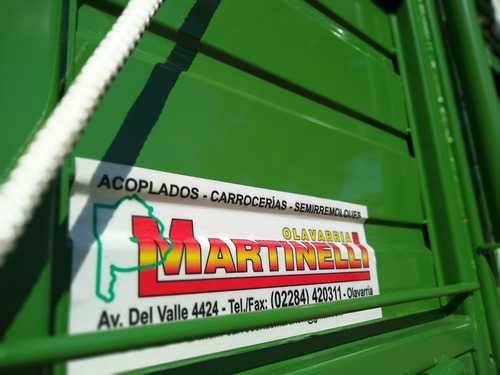 ACOPLADOS - CARROCERÍAS - SEMIRREMOLQUES
OLAVARRIA
MARTINELLI
Av. Del Valle 4424 - Tel./Fax: (02284) 420311 - Olavarría